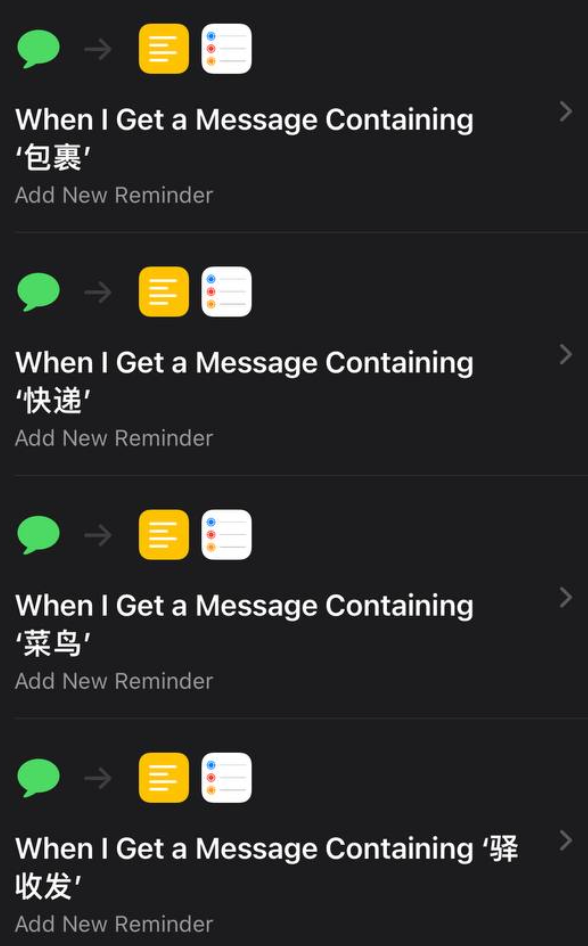 When I Get a Message Containing
‘包裹’
Add New Reminder
When I Get a Message Containing
‘快递’
Add New Reminder
When I Get a Message Containing
‘菜鸟’
Add New Reminder
When I Get a Message Containing ‘驿
收发’
Add New Reminder